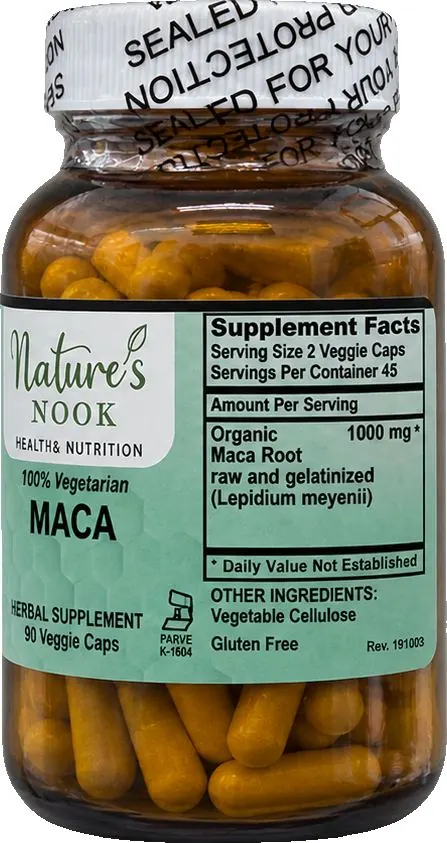 SEALED
PROTECTION
SEALED FOR YOUR
Nature's
NOOK
HEALTH& NUTRITION
100% Vegetarian
MACA
HERBAL SUPPLEMENT
90 Veggie Caps
PARVE
K-1604
Supplement Facts
Serving Size 2 Veggie Caps
Servings Per Container 45
Amount Per Serving
Organic 1000 mg*
Maca Root
raw and gelatinized
(Lepidium meyenii)
* Daily Value Not Established
OTHER INGREDIENTS:
Vegetable Cellulose
Gluten Free
Rev. 191003